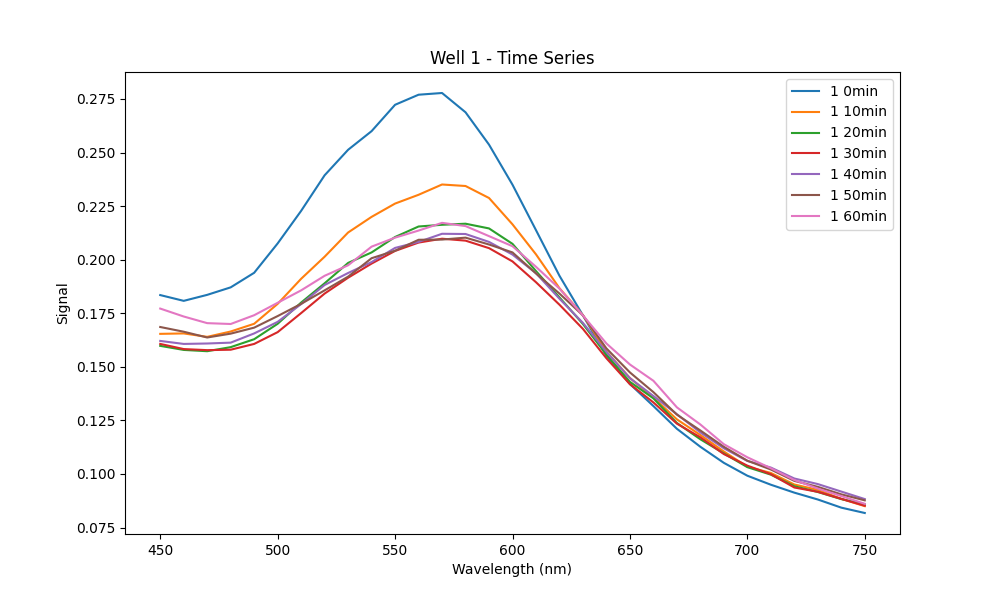 Well 1 - Time Series
Signal
0.275
0.250
0.225
0.200
0.175
0.150
0.125
0.100
0.075
1 0min
1 10min
1 20min
1 30min
1 40min
1 50min
1 60min
450 500 550 600 650 700 750
Wavelength (nm)